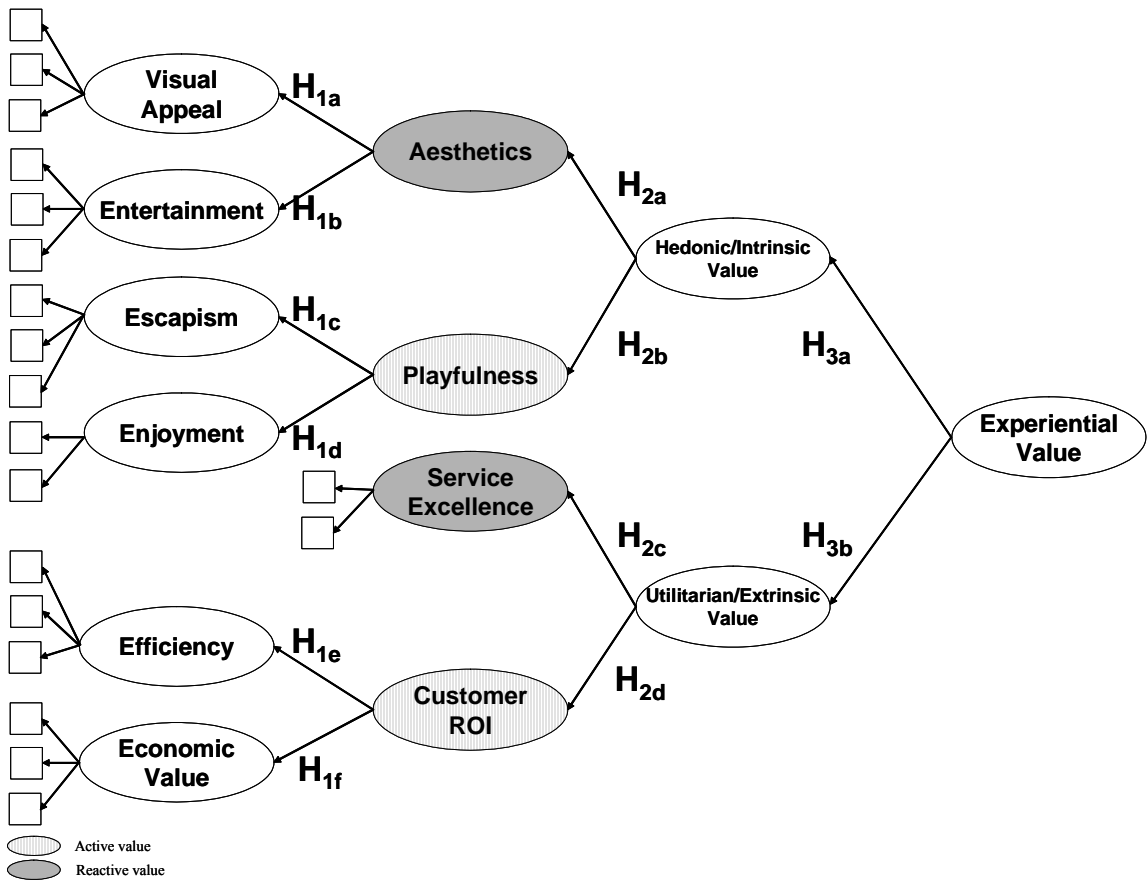 Visual
Appeal
H1a
Aesthetics
Entertainment
H1b
H2a
Hedonic/Intrinsic
Value
Escapism
H1c
Playfulness
H2b
H3a
Enjoyment
H1d
Experiential
Value
Service
Excellence
H2c
H3b
Utilitarian/Extrinsic
Value
Efficiency
H1e
H2d
Customer
ROI
Economic
Value
H1f
Active value
Reactive value